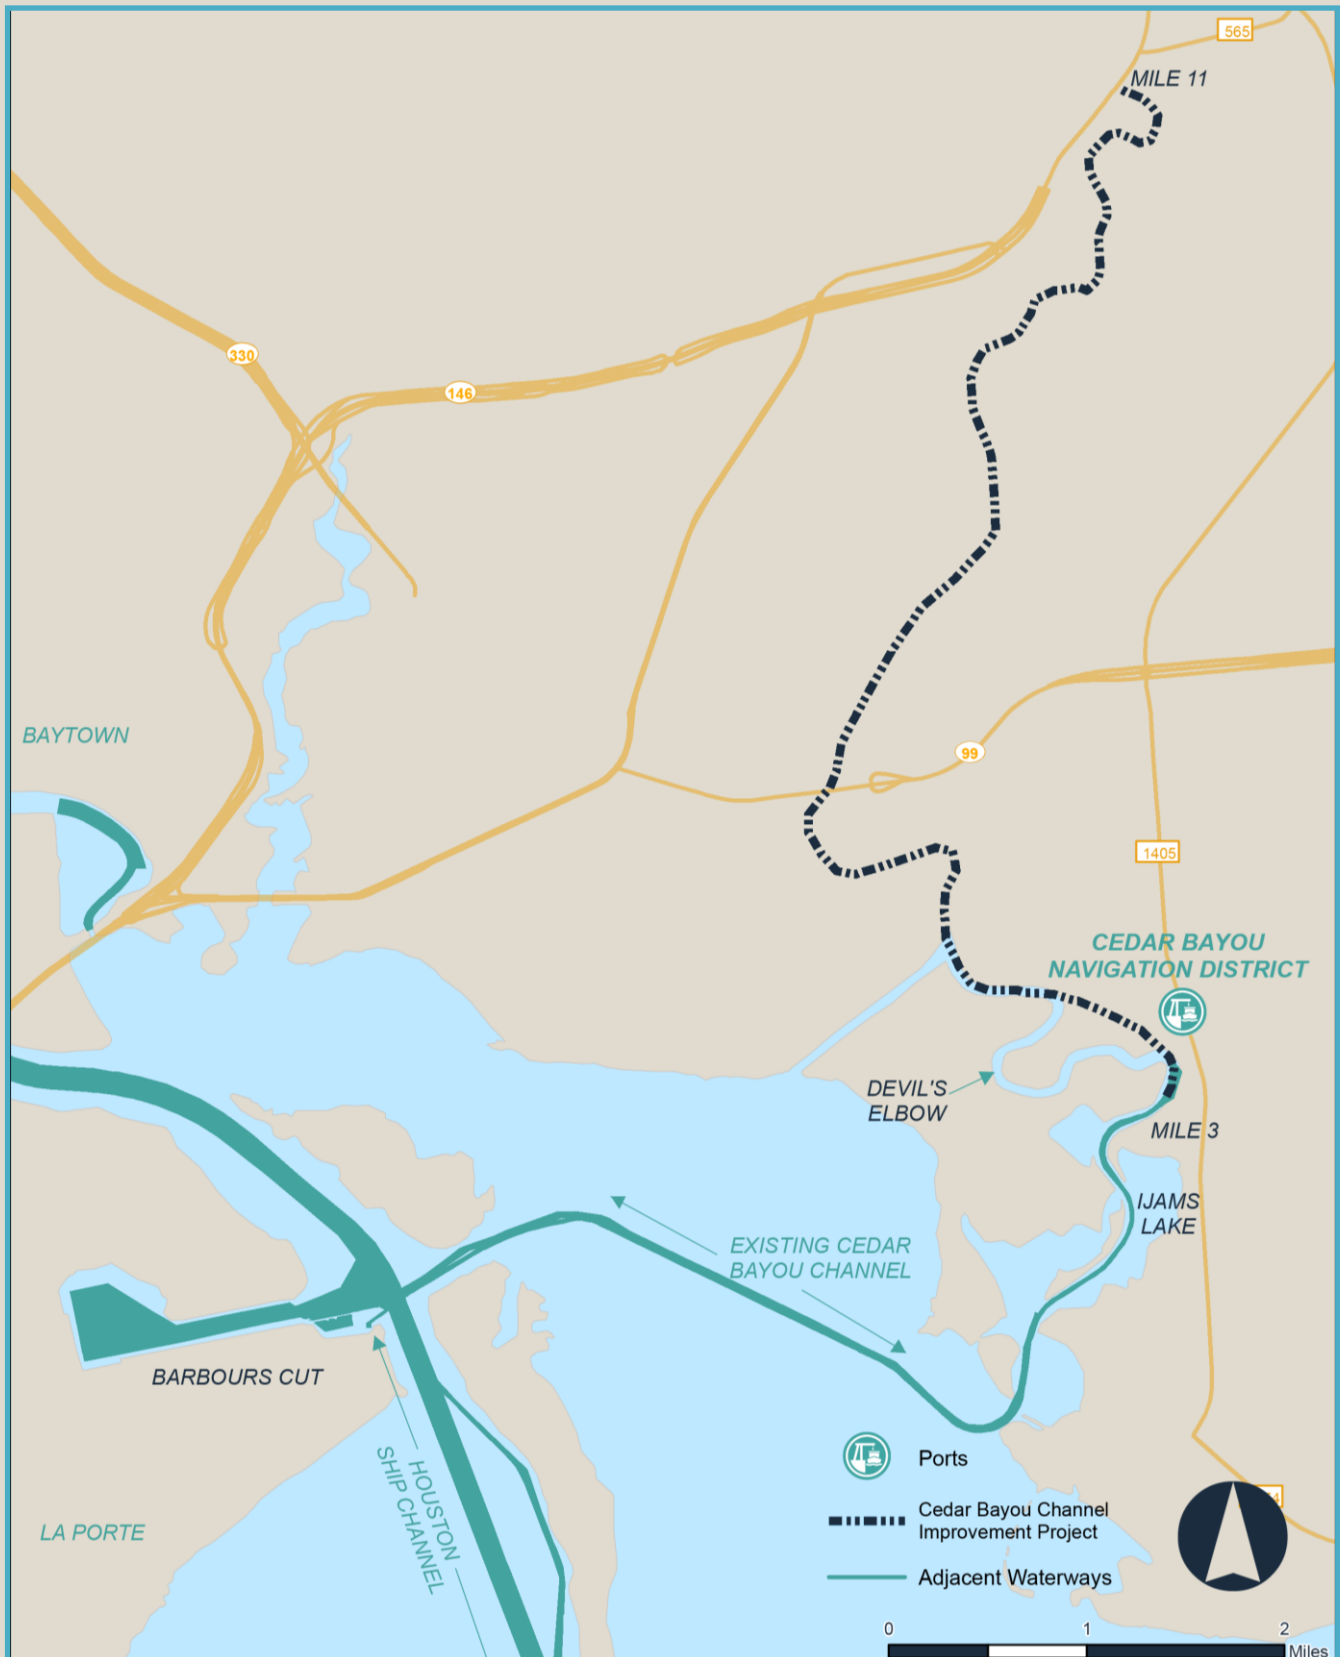 565
MILE 11
330
146
BAYTOWN
99
1405
CEDAR BAYOU
NAVIGATION DISTRICT
DEVIL'S
ELBOW
MILE 3
IJAMS
LAKE
EXISTING CEDAR
BAYOU CHANNEL
BARBOURS CUT
HOUSTON
SHIP CHANNEL
LA PORTE
Ports
Cedar Bayou Channel
Improvement Project
Adjacent Waterways
0 1 2
Miles